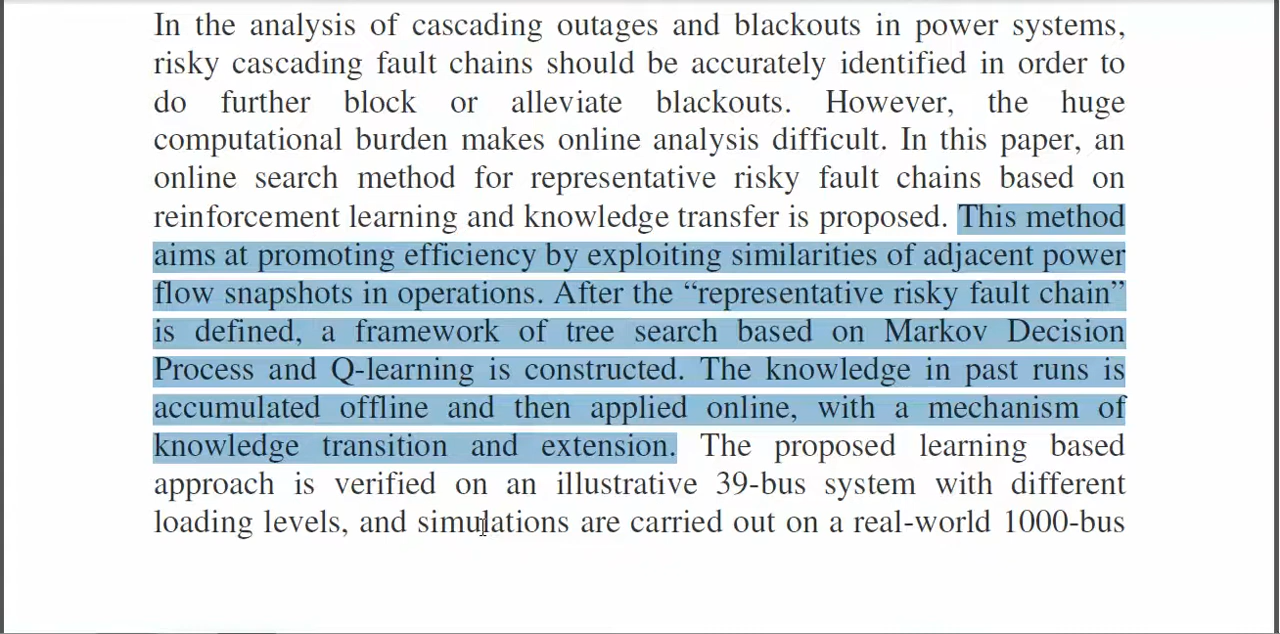 In the analysis of cascading outages and blackouts in power systems,
risky cascading fault chains should be accurately identified in order to
do further block or alleviate blackouts. However, the huge
computational burden makes online analysis difficult. In this paper, an
online search method for representative risky fault chains based on
reinforcement learning and knowledge transfer is proposed. This method
aims at promoting efficiency by exploiting similarities of adjacent power
flow snapshots in operations. After the “representative risky fault chain”
is defined, a framework of tree search based on Markov Decision
Process and Q-learning is constructed. The knowledge in past runs is
accumulated offline and then applied online, with a mechanism of
knowledge transition and extension. The proposed learning based
approach is verified on an illustrative 39-bus system with different
loading levels, and simulations are carried out on a real-world 1000-bus